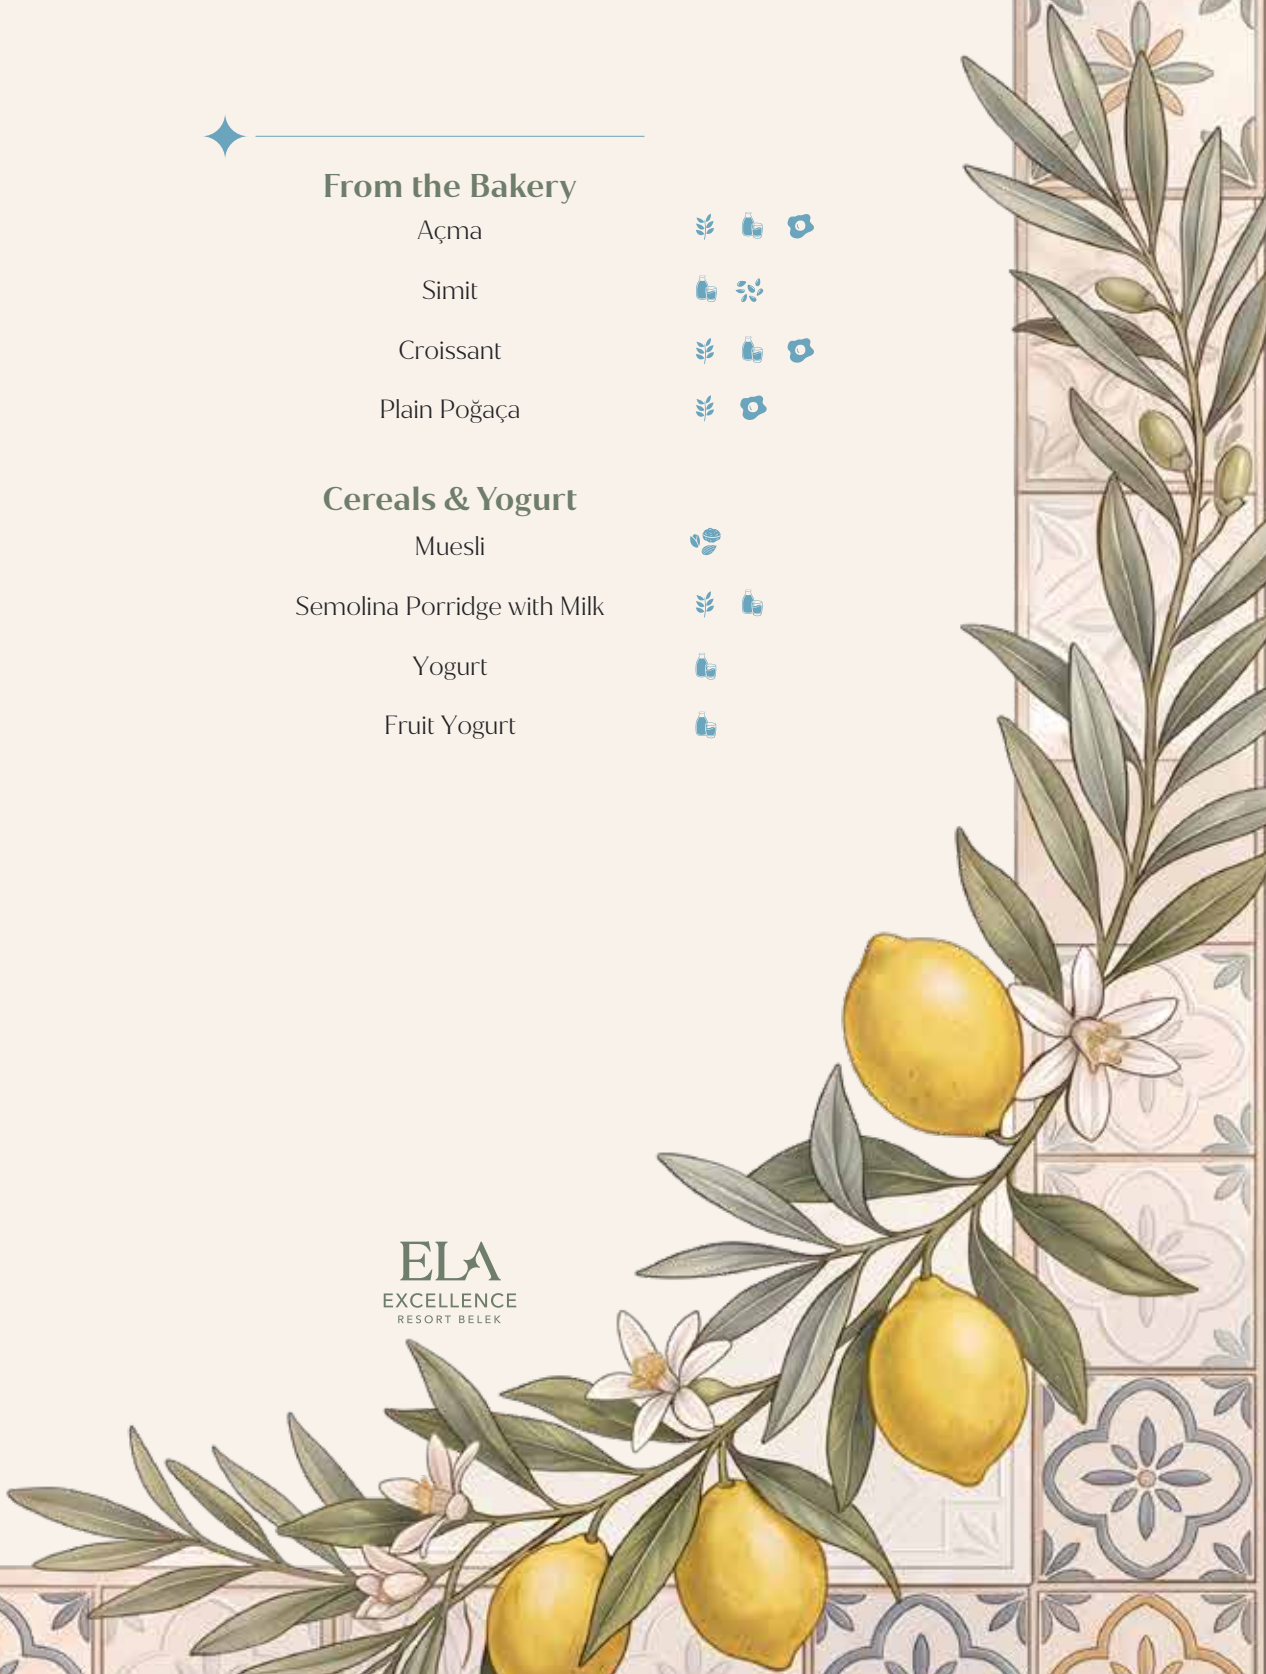 From the Bakery
Açma
Simit
Croissant
Plain Poğaça
Cereals & Yogurt
Muesli
Semolina Porridge with Milk
Yogurt
Fruit Yogurt
ELA
EXCELLENCE
RESORT BELEK